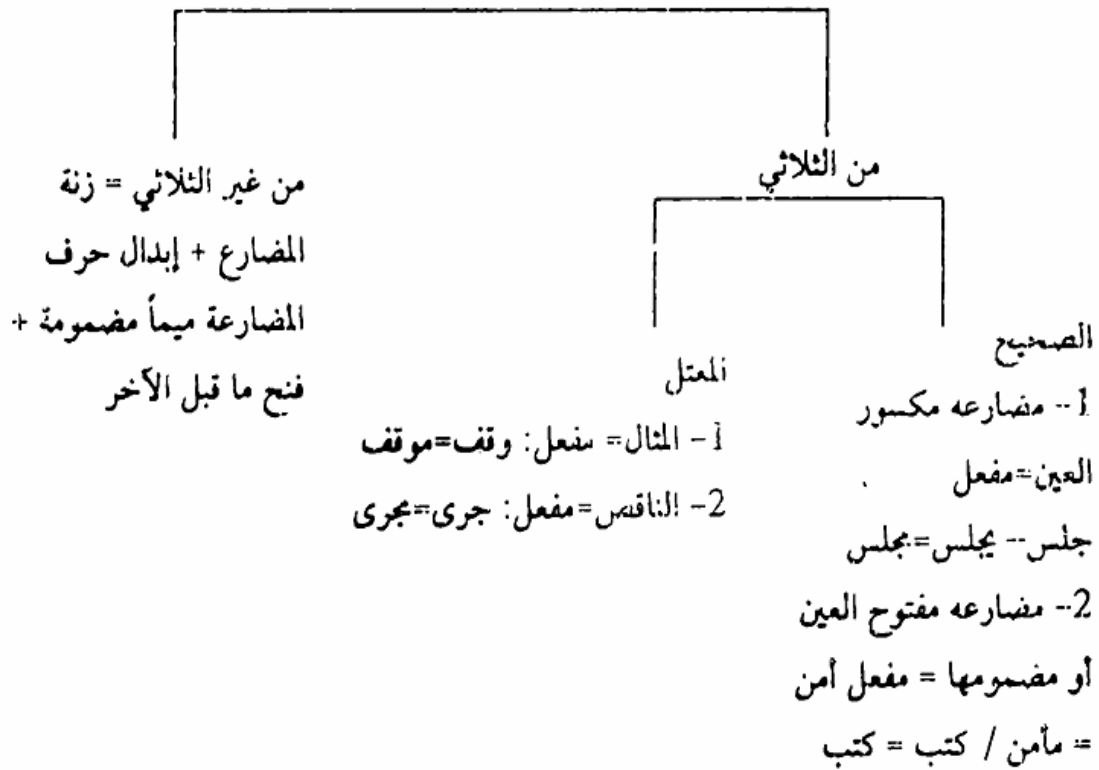 من الثلاثي
الصحيح
1- مضارعه مكسور
العين=مفعل
جلس- يجلس=مجلس
2- مضارعه مفتوح العين
أو مضمومها = مفعل أمن
= مأمن / كتب = كتب
المعتل
1- المثال= مفعل: وقف=موقف
2- الناقص=مفعل: جرى=مجرى
من غير الثلاثي = زنة
المضارع + إبدال حرف
المضارعة ميماً مضمومة +
فتح ما قبل الآخر